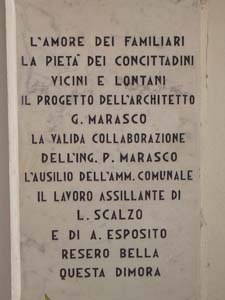 L'AMORE DEI FAMILIARI
LA PIETA' DEI CONCITTADINI
VICINI E LONTANI
IL PROGETTO DELL'ARCHITETTO
G. MARASCO
LA VALIDA COLLABORAZIONE
DELL'ING. P. MARASCO
L'AUSILIO DELL'AMM. COMUNALE
IL LAVORO ASSILLANTE DI
L. SCALZO
E DI A. ESPOSITO
RESERO BELLA
QUESTA DIMORA